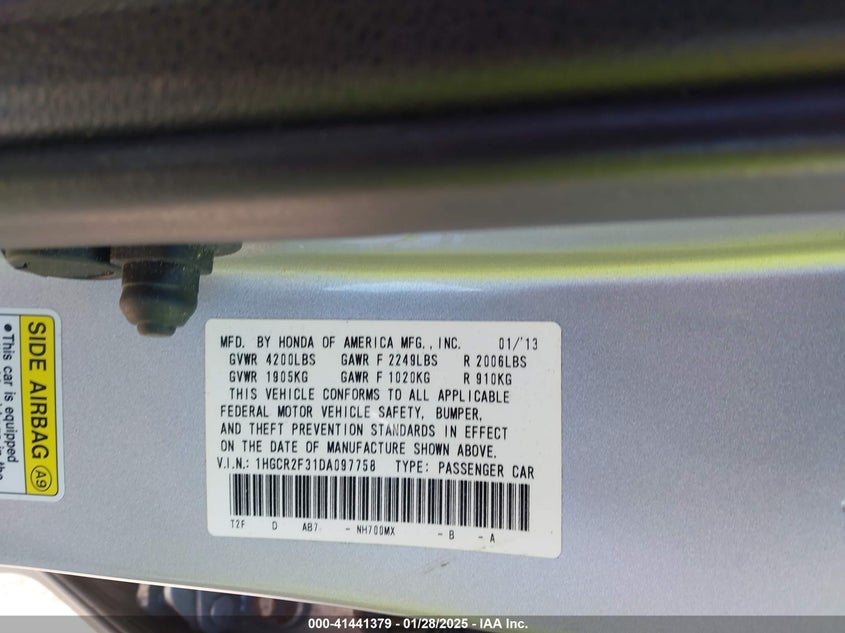 MFD. BY HONDA OF AMERICA MFG., INC. 01/'13
GVWR 4200LBS GAWR F 2249LBS R 2006LBS
GVWR 1905KG GAWR F 1020KG R 910KG
THIS VEHICLE CONFORMS TO ALL APPLICABLE
FEDERAL MOTOR VEHICLE SAFETY, BUMPER,
AND THEFT PREVENTION STANDARDS IN EFFECT
ON THE DATE OF MANUFACTURE SHOWN ABOVE.
V.I.N.: 1HGCR2F31DA097758 TYPE: PASSENGER CAR
T2F D AB7 - NH700MX - B - A
SIDE AIRBAG A9
•This car is equipped
000-41441379 - 01/28/2025 - IAA Inc.